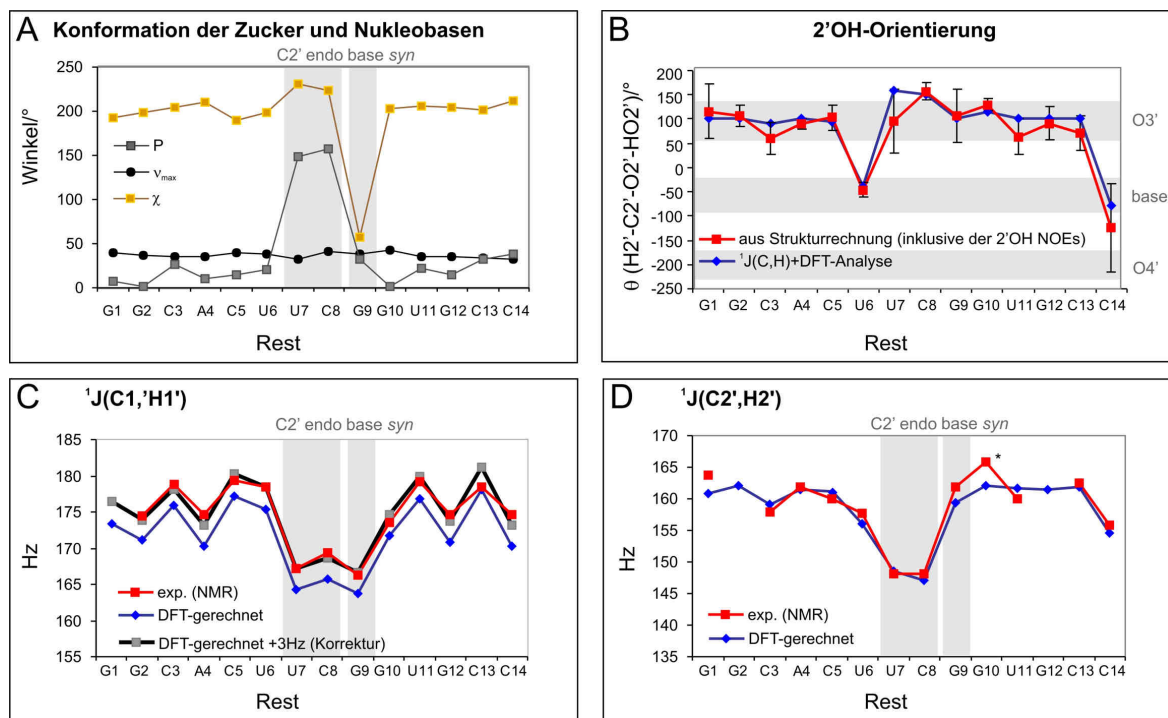 A Konformation der Zucker und Nukleobasen
C2' endo base syn
250
200
150
100
50
0
Winkel/°
P
νmax
χ
G1 G2 C3 A4 C5 U6 U7 C8 G9 G10 U11 G12 C13 C14
Rest
B 2'OH-Orientierung
250
200
150
100
50
0
-50
-100
-150
-200
-250
θ (H2'-C2'-O2'-HO2')/°
O3'
base
O4'
aus Strukturrechnung (inklusive der 2'OH NOEs)
¹J(C,H)+DFT-Analyse
G1 G2 C3 A4 C5 U6 U7 C8 G9 G10 U11 G12 C13 C14
Rest
C ¹J(C1,'H1')
C2' endo base syn
185
180
175
170
165
160
155
Hz
exp. (NMR)
DFT-gerechnet
DFT-gerechnet +3Hz (Korrektur)
G1 G2 C3 A4 C5 U6 U7 C8 G9 G10 U11 G12 C13 C14
Rest
D ¹J(C2',H2')
C2' endo base syn
170
165
160
155
150
145
140
135
Hz
*
exp. (NMR)
DFT-gerechnet
G1 G2 C3 A4 C5 U6 U7 C8 G9 G10 U11 G12 C13 C14
Rest